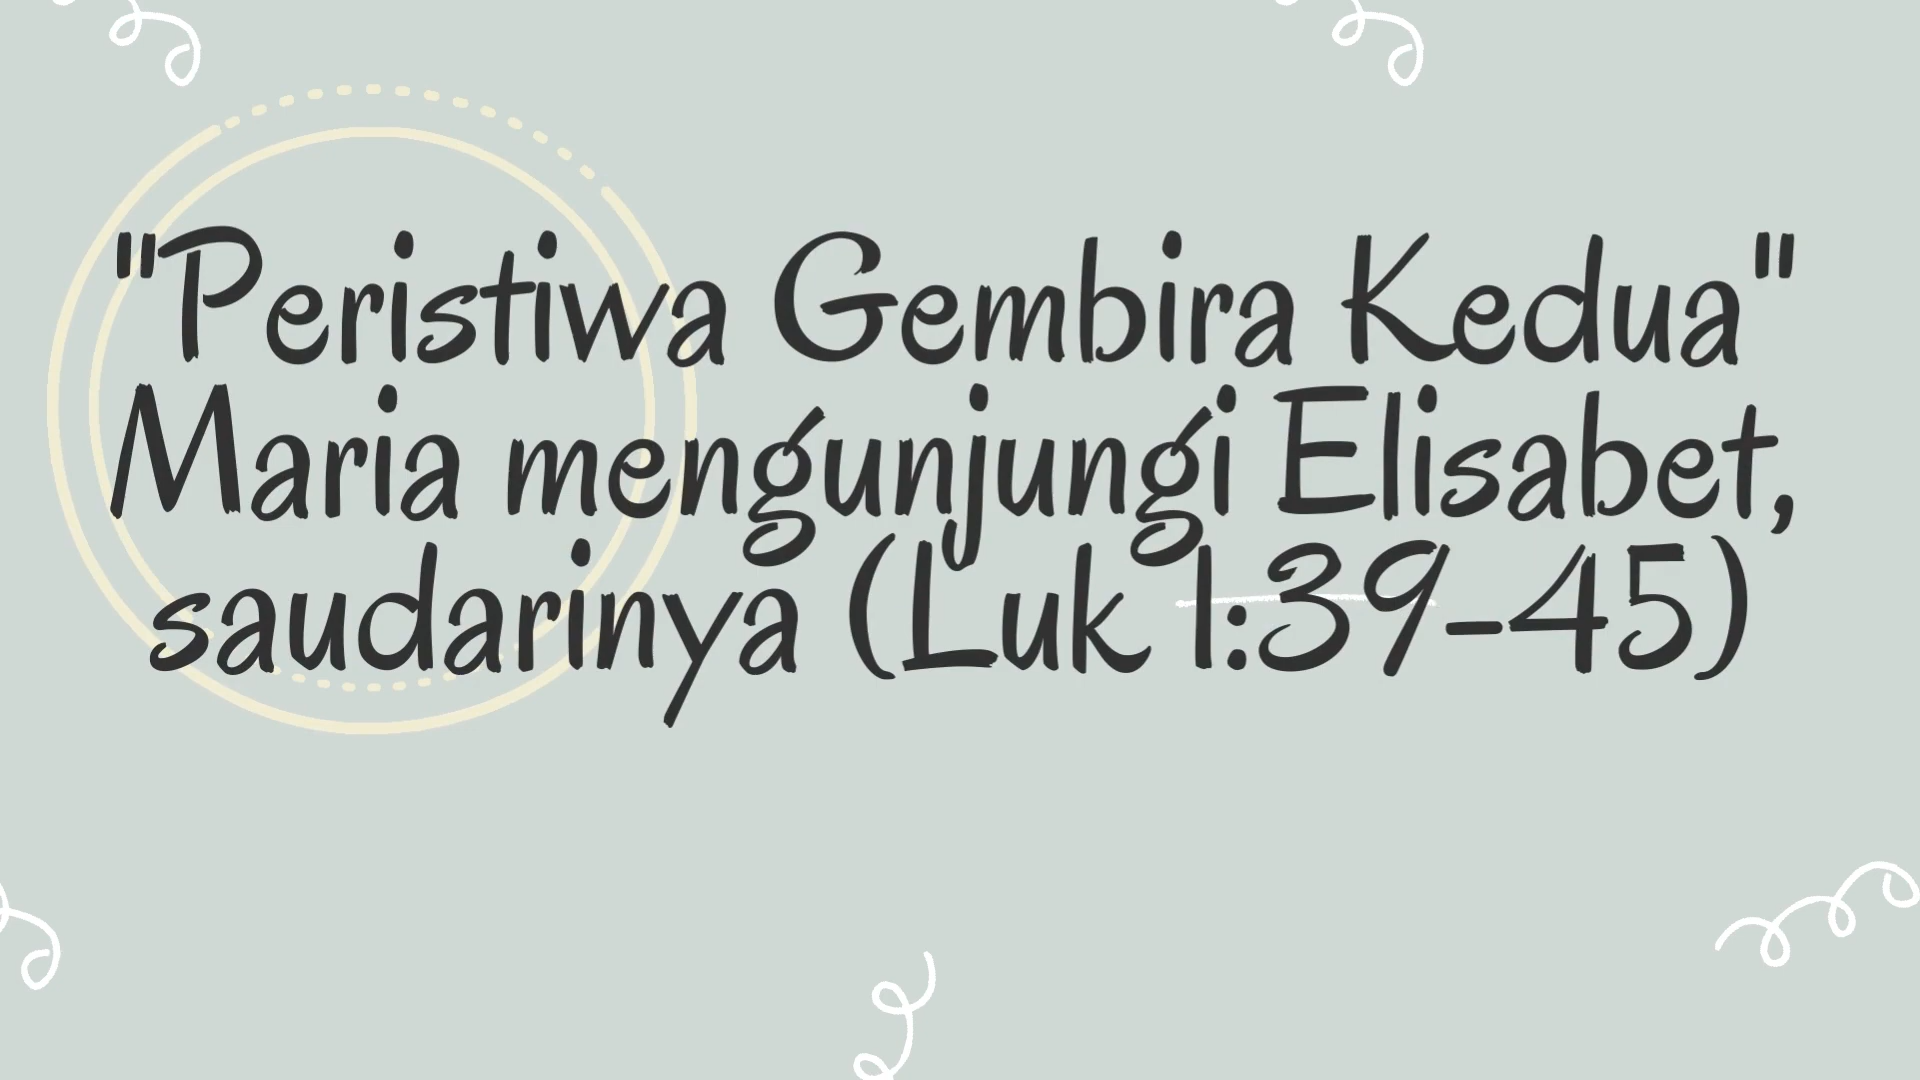 "Peristiwa Gembira Kedua"
Maria mengunjungi Elisabet,
saudarinya (Luk 1:39-45)